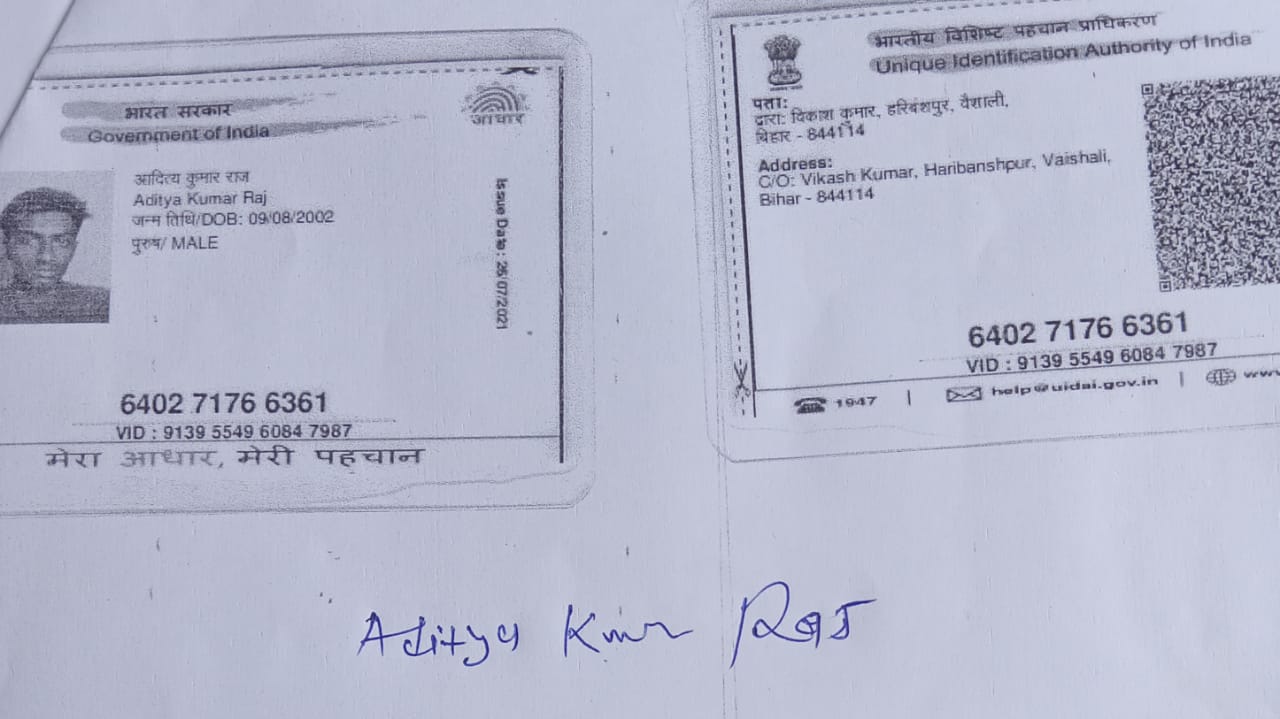 भारत सरकार
Government of India
आधार
आदित्य कुमार राज
Aditya Kumar Raj
जन्म तिथि/DOB: 09/08/2002
पुरुष/ MALE
Issue Date : 25/07/2021
6402 7176 6361
VID : 9139 5549 6084 7987
मेरा आधार, मेरी पहचान
भारतीय विशिष्ट पहचान प्राधिकरण
Unique Identification Authority of India
पता:
द्वारा: विकाश कुमार, हरिबंशपुर, वैशाली,
बिहार - 844114
Address:
C/O: Vikash Kumar, Haribanshpur, Vaishali,
Bihar - 844114
6402 7176 6361
VID : 9139 5549 6084 7987
1947 | help@uidai.gov.in | www
Aditya Kmr Raj